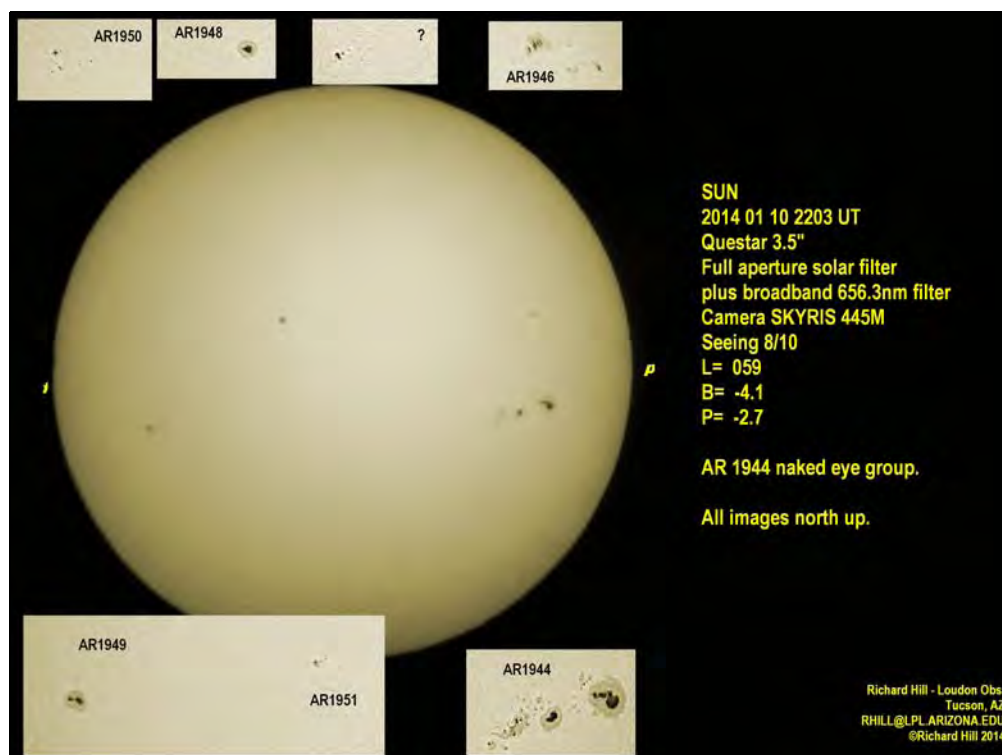 AR1950
AR1948
?
AR1946
SUN
2014 01 10 2203 UT
Questar 3.5"
Full aperture solar filter
plus broadband 656.3nm filter
Camera SKYRIS 445M
Seeing 8/10
L= 059
B= -4.1
P= -2.7
f
p
AR 1944 naked eye group.
All images north up.
AR1949
AR1951
AR1944
Richard Hill - Loudon Obs
Tucson, AZ
RHILL@LPL.ARIZONA.EDU
©Richard Hill 2014